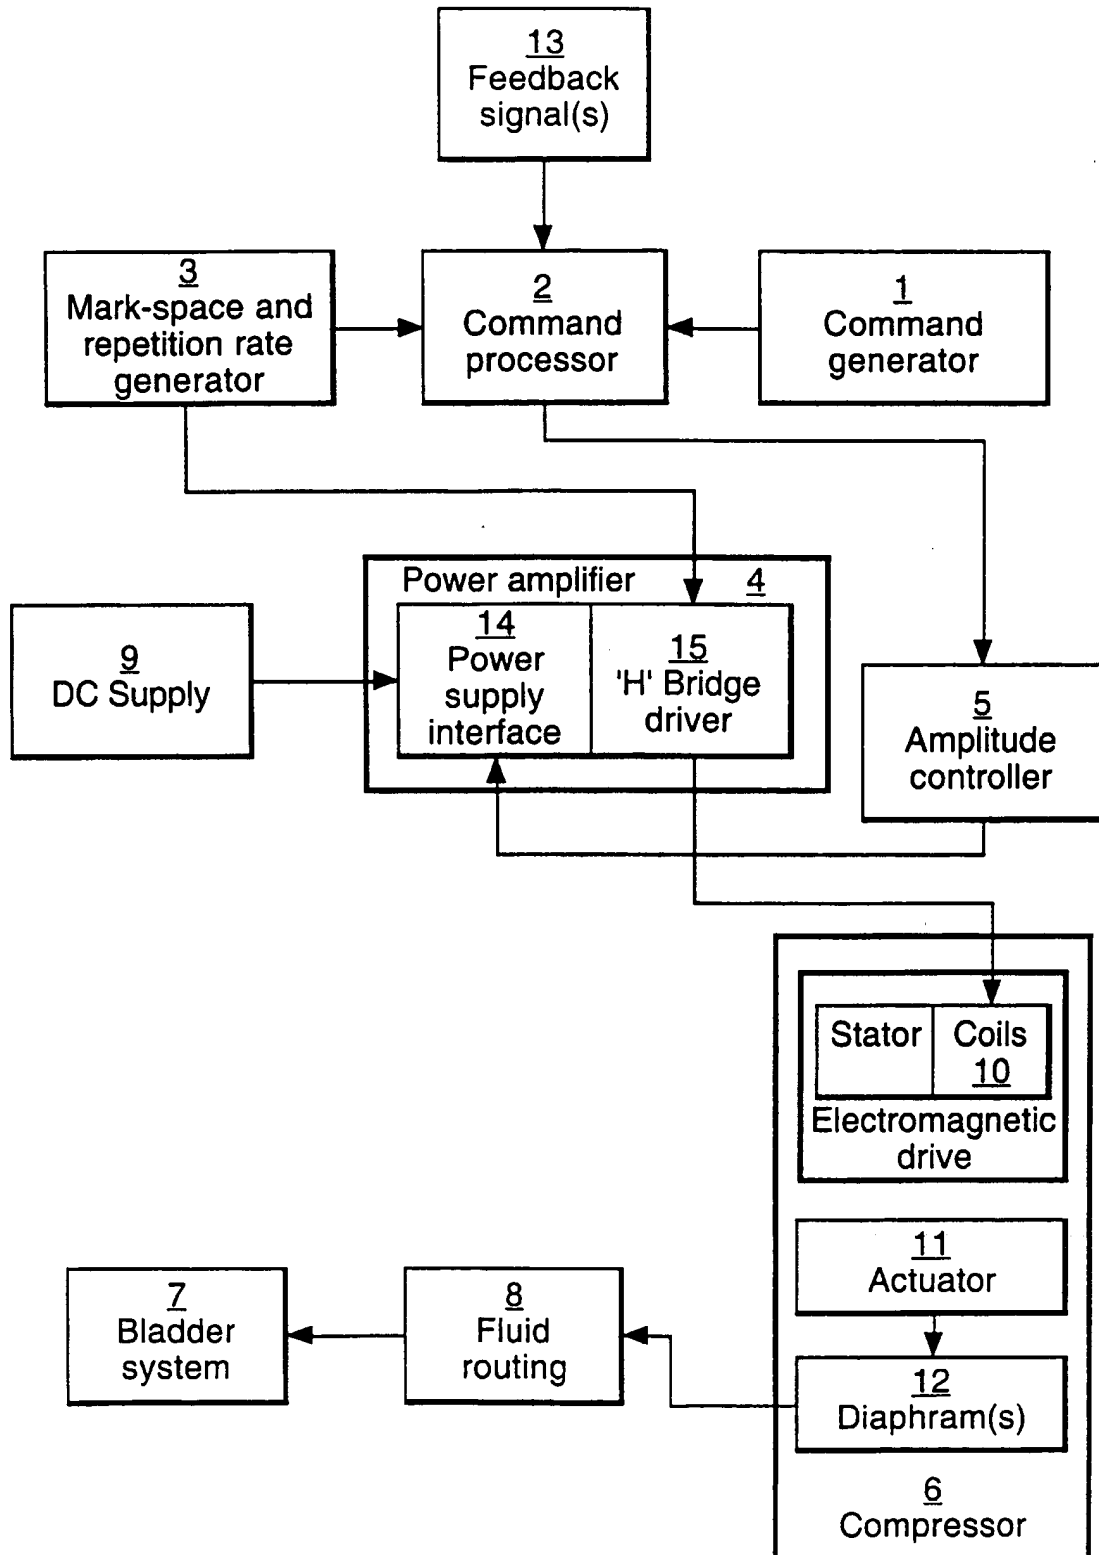 13
Feedback
signal(s)
3
Mark-space and
repetition rate
generator
2
Command
processor
1
Command
generator
Power amplifier 4
14
Power
supply
interface
15
'H' Bridge
driver
9
DC Supply
5
Amplitude
controller
Stator
Coils
10
Electromagnetic
drive
11
Actuator
7
Bladder
system
8
Fluid
routing
12
Diaphram(s)
6
Compressor